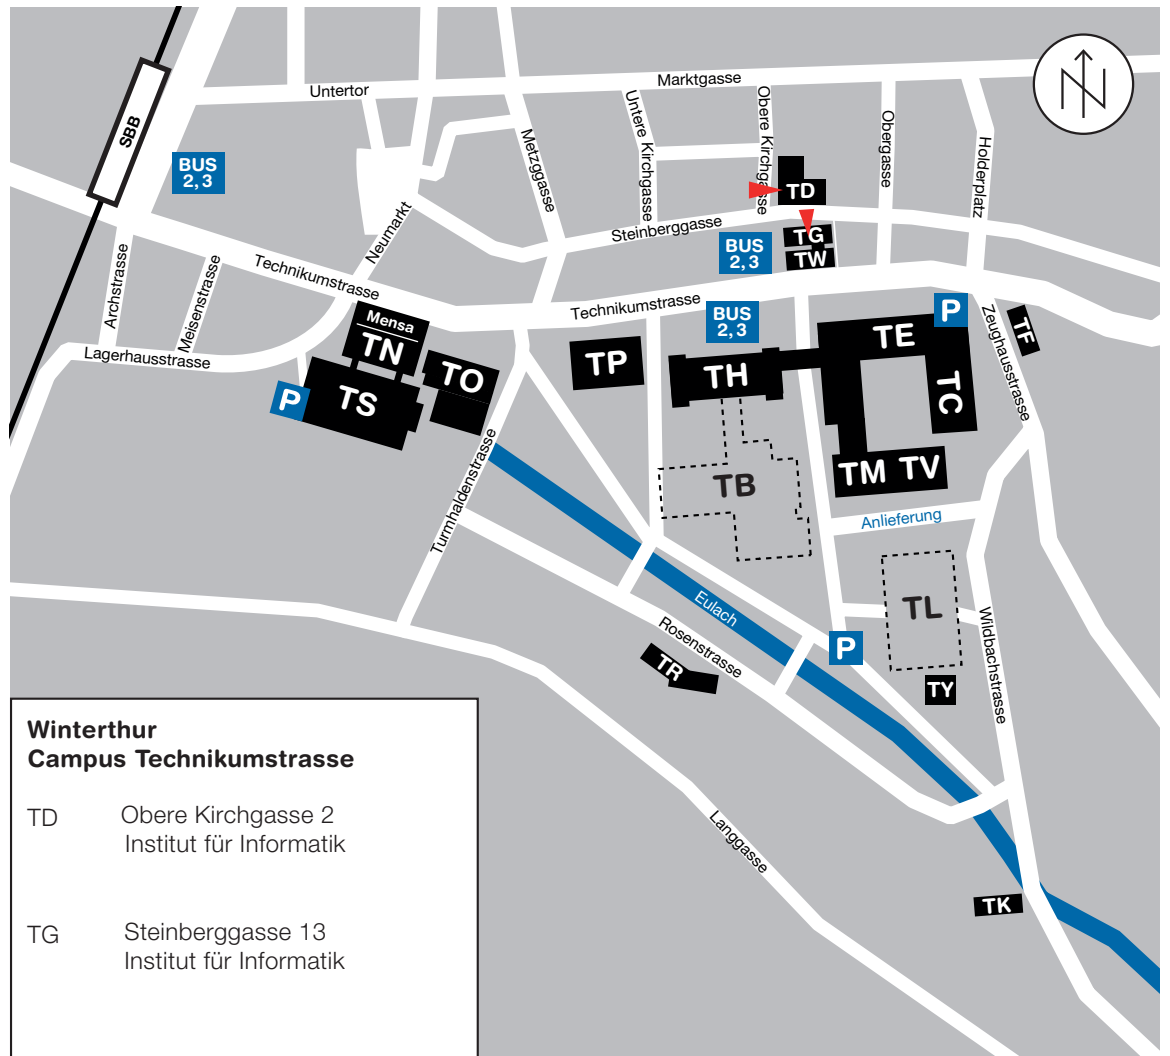 Marktgasse
Untertor
SBB
BUS
2, 3
Untere Kirchgasse
Obere Kirchgasse
Obergasse
Holderplatz
Metzggasse
Neumarkt
TD
Steinberggasse
TG
TW
BUS
2, 3
Technikumstrasse
Archstrasse
Meisenstrasse
Lagerhausstrasse
Technikumstrasse
BUS
2, 3
P
Zeughausstrasse
TF
Mensa
TN
TO
TS
P
TP
TH
TE
TC
TM TV
TB
Turmhaldenstrasse
Anlieferung
Eulach
TL
Rosenstrasse
P
TR
TY
Wildbachstrasse
Langgasse
TK
N
Winterthur
Campus Technikumstrasse
TD Obere Kirchgasse 2
Institut für Informatik
TG Steinberggasse 13
Institut für Informatik